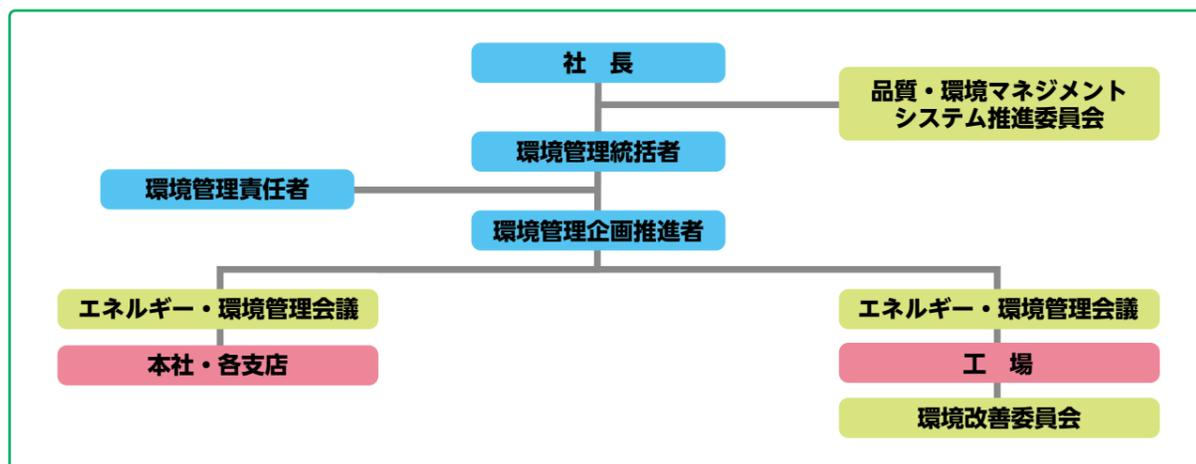 社　長
品質・環境マネジメント
システム推進委員会
環境管理統括者
環境管理責任者
環境管理企画推進者
エネルギー・環境管理会議
本社・各支店
エネルギー・環境管理会議
工　場
環境改善委員会